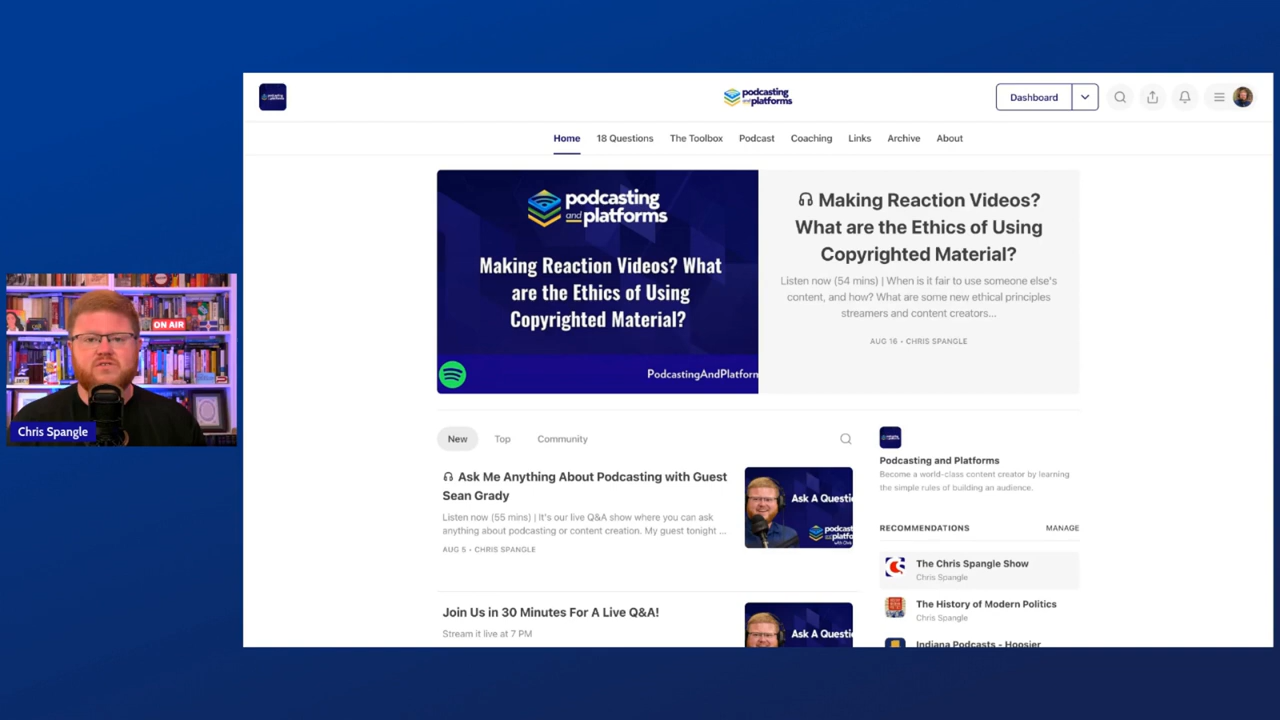 podcasting
and platforms
Dashboard
Home
18 Questions
The Toolbox
Podcast
Coaching
Links
Archive
About
podcasting
and platforms
Making Reaction Videos? What
are the Ethics of Using
Copyrighted Material?
PodcastingAndPlatform
Making Reaction Videos?
What are the Ethics of Using
Copyrighted Material?
Listen now (54 mins) | When is it fair to use someone else's
content, and how? What are some new ethical principles
streamers and content creators...
AUG 16 • CHRIS SPANGLE
ON AIR
Chris Spangle
New
Top
Community
Ask Me Anything About Podcasting with Guest
Sean Grady
Listen now (55 mins) | It's our live Q&A show where you can ask
anything about podcasting or content creation. My guest tonight ...
AUG 5 • CHRIS SPANGLE
Ask A Questi
podcast
and platfo
Join Us in 30 Minutes For A Live Q&A!
Stream it live at 7 PM
Ask A Questi
Podcasting and Platforms
Become a world-class content creator by learning
the simple rules of building an audience.
RECOMMENDATIONS
MANAGE
The Chris Spangle Show
Chris Spangle
The History of Modern Politics
Chris Spangle
Indiana Podcasts - Hoosier